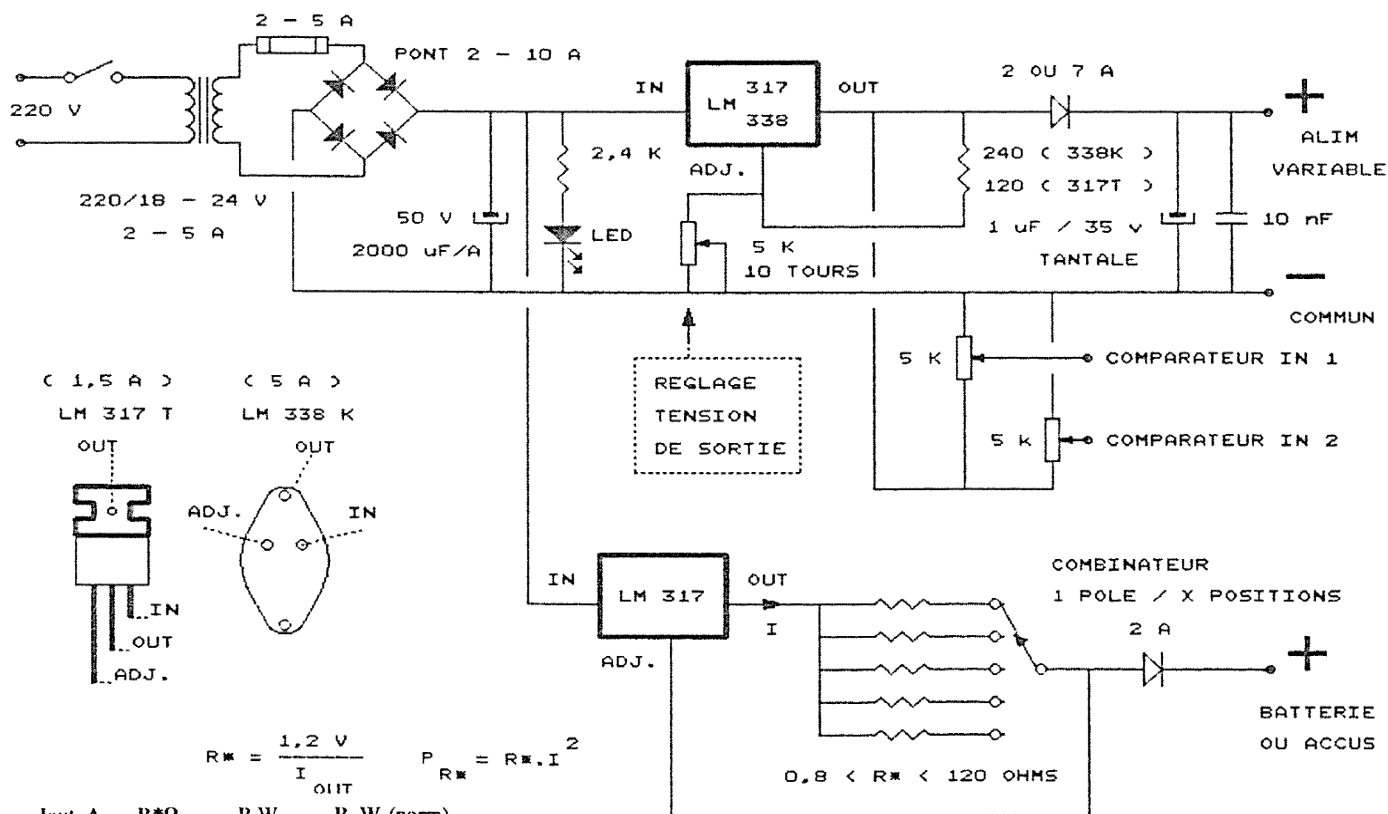 2 - 5 A
PONT 2 - 10 A
220 V
220/18 - 24 V
2 - 5 A
50 V
2000 uF/A
2,4 K
LED
IN
LM 317
338
OUT
ADJ.
2 OU 7 A
240 ( 338K )
120 ( 317T )
5 K
10 TOURS
1 uF / 35 v
TANTALE
10 nF
+
ALIM
VARIABLE
−
COMMUN
REGLAGE
TENSION
DE SORTIE
5 K
COMPARATEUR IN 1
5 k
COMPARATEUR IN 2
( 1,5 A )
LM 317 T
OUT
IN
OUT
ADJ.
( 5 A )
LM 338 K
OUT
ADJ.
IN
IN
LM 317
OUT
I
ADJ.
COMBINATEUR
1 POLE / X POSITIONS
2 A
+
BATTERIE
OU ACCUS
0,8 < R* < 120 OHMS
R* = 1,2 V / I OUT
P R* = R*.I 2